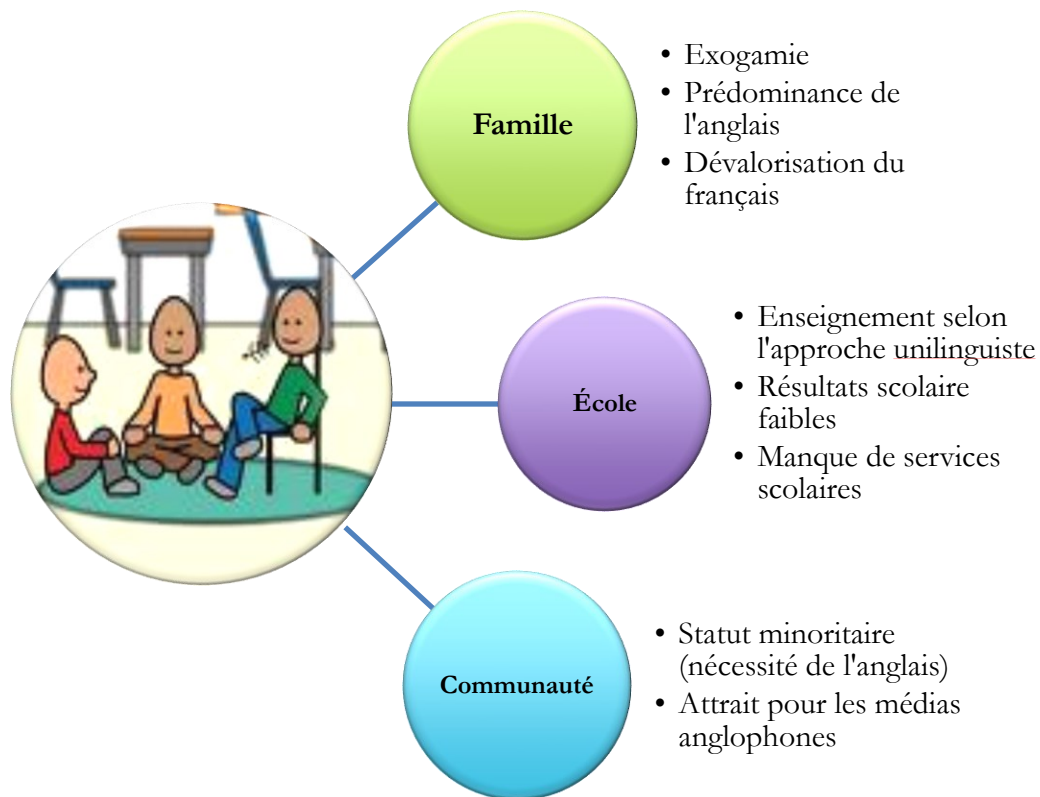 Famille
• Exogamie
• Prédominance de
l'anglais
• Dévalorisation du
français
École
• Enseignement selon
l'approche unilinguiste
• Résultats scolaire
faibles
• Manque de services
scolaires
Communauté
• Statut minoritaire
(nécessité de l'anglais)
• Attrait pour les médias
anglophones